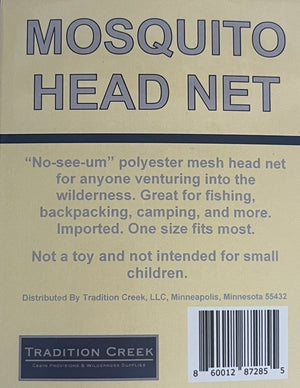 MOSQUITO
HEAD NET
“No-see-um” polyester mesh head net
for anyone venturing into the
wilderness. Great for fishing,
backpacking, camping, and more.
Imported. One size fits most.
Not a toy and not intended for small
children.
Distributed By Tradition Creek, LLC, Minneapolis, Minnesota 55432
TRADITION CREEK
CABIN PROVISIONS & WILDERNESS SUPPLIES
8 60012 87285 5